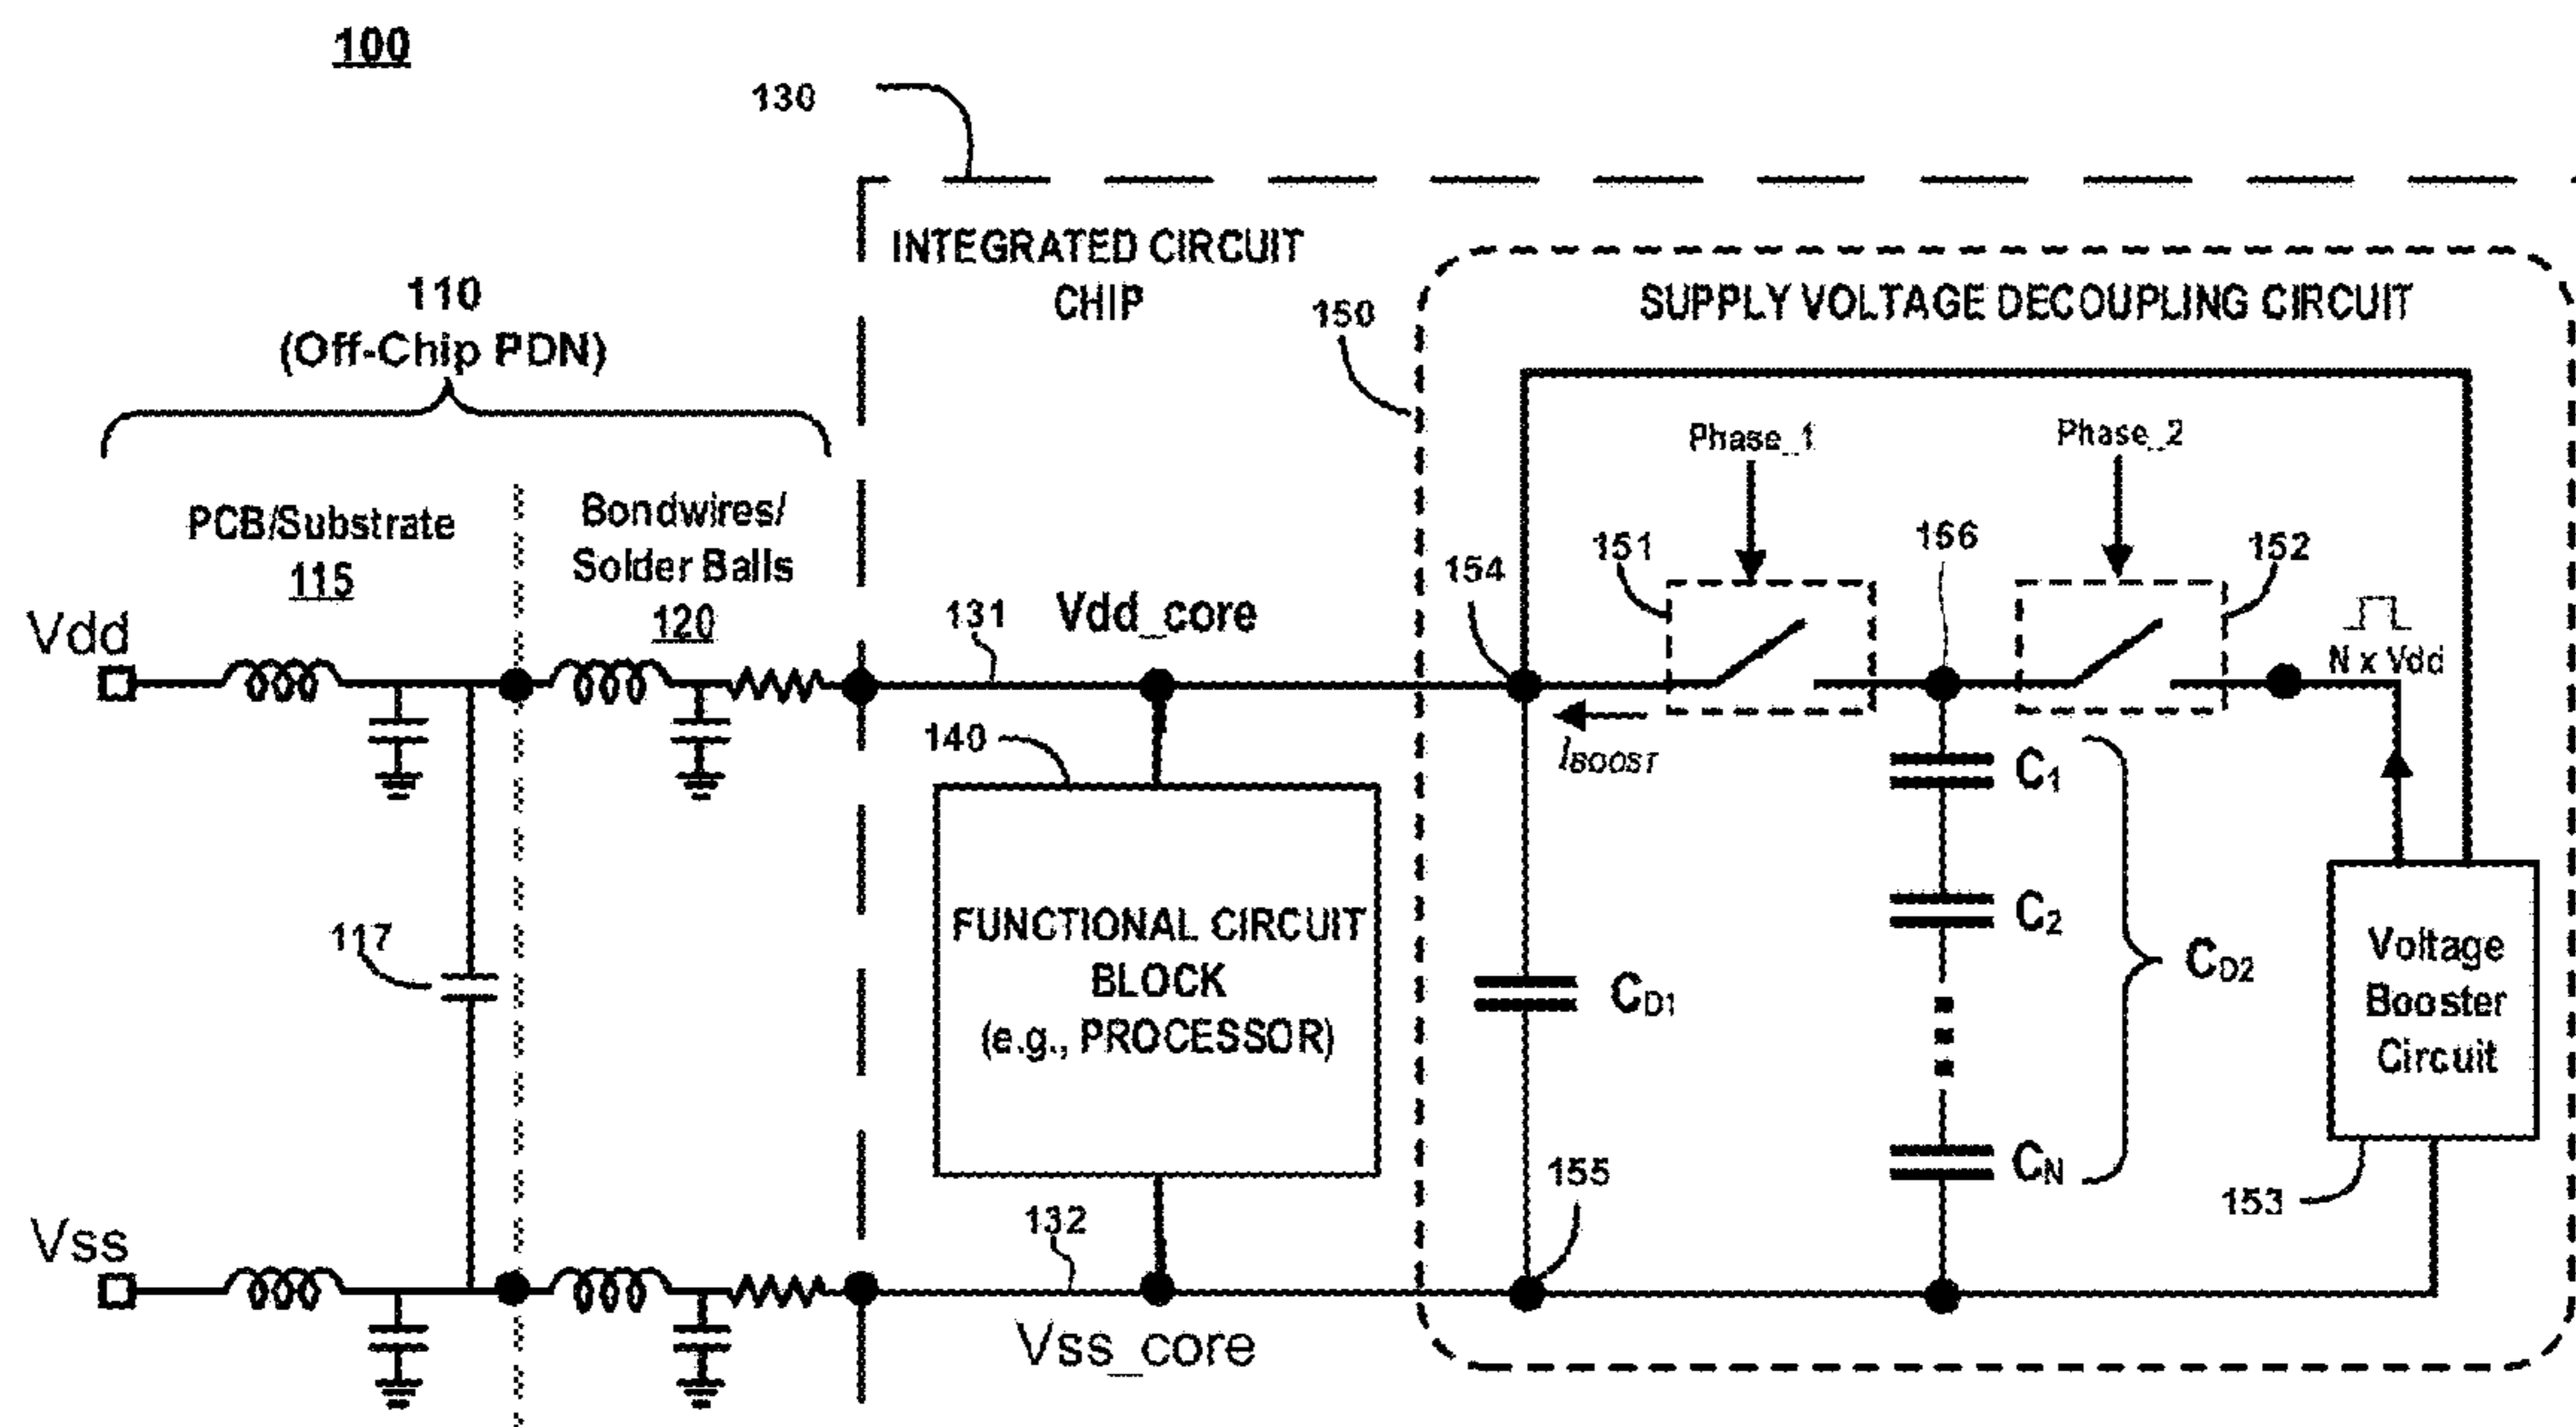 100
130
INTEGRATED CIRCUIT
CHIP
110
(Off-Chip PDN)
150
SUPPLY VOLTAGE DECOUPLING CIRCUIT
Phase_1
Phase_2
PCB/Substrate
115
Bondwires/
Solder Balls
120
Vdd
131
Vdd_core
154
151
156
152
N x Vdd
IBOOST
140
FUNCTIONAL CIRCUIT
BLOCK
(e.g., PROCESSOR)
117
CD1
C1
C2
CN
CD2
Voltage
Booster
Circuit
153
155
132
Vss
Vss_core